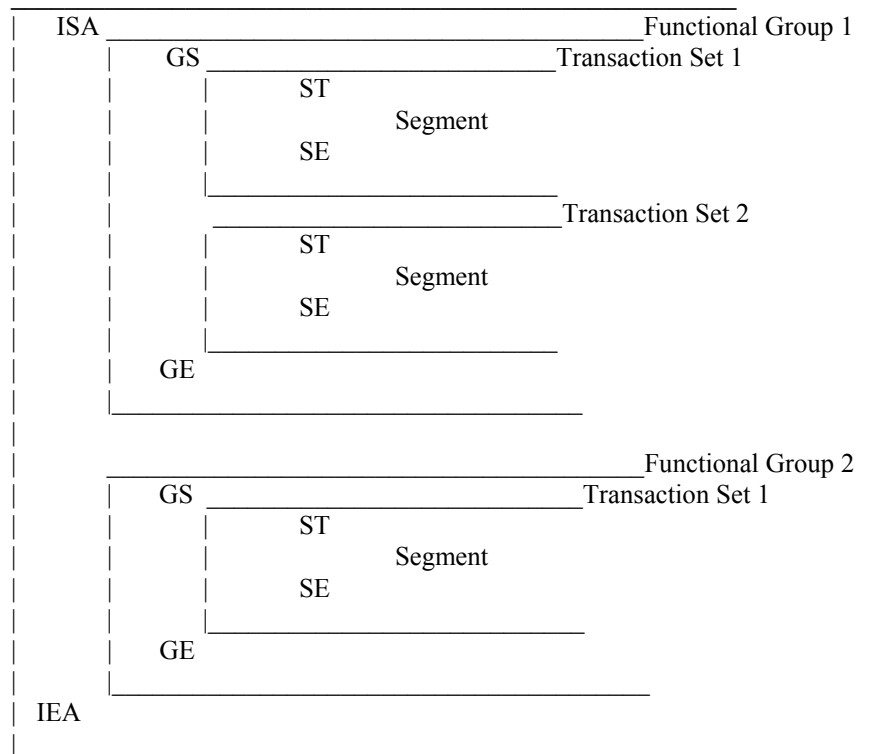 ISA Functional Group 1
GS Transaction Set 1
ST
Segment
SE
Transaction Set 2
ST
Segment
SE
GE
Functional Group 2
GS Transaction Set 1
ST
Segment
SE
GE
IEA